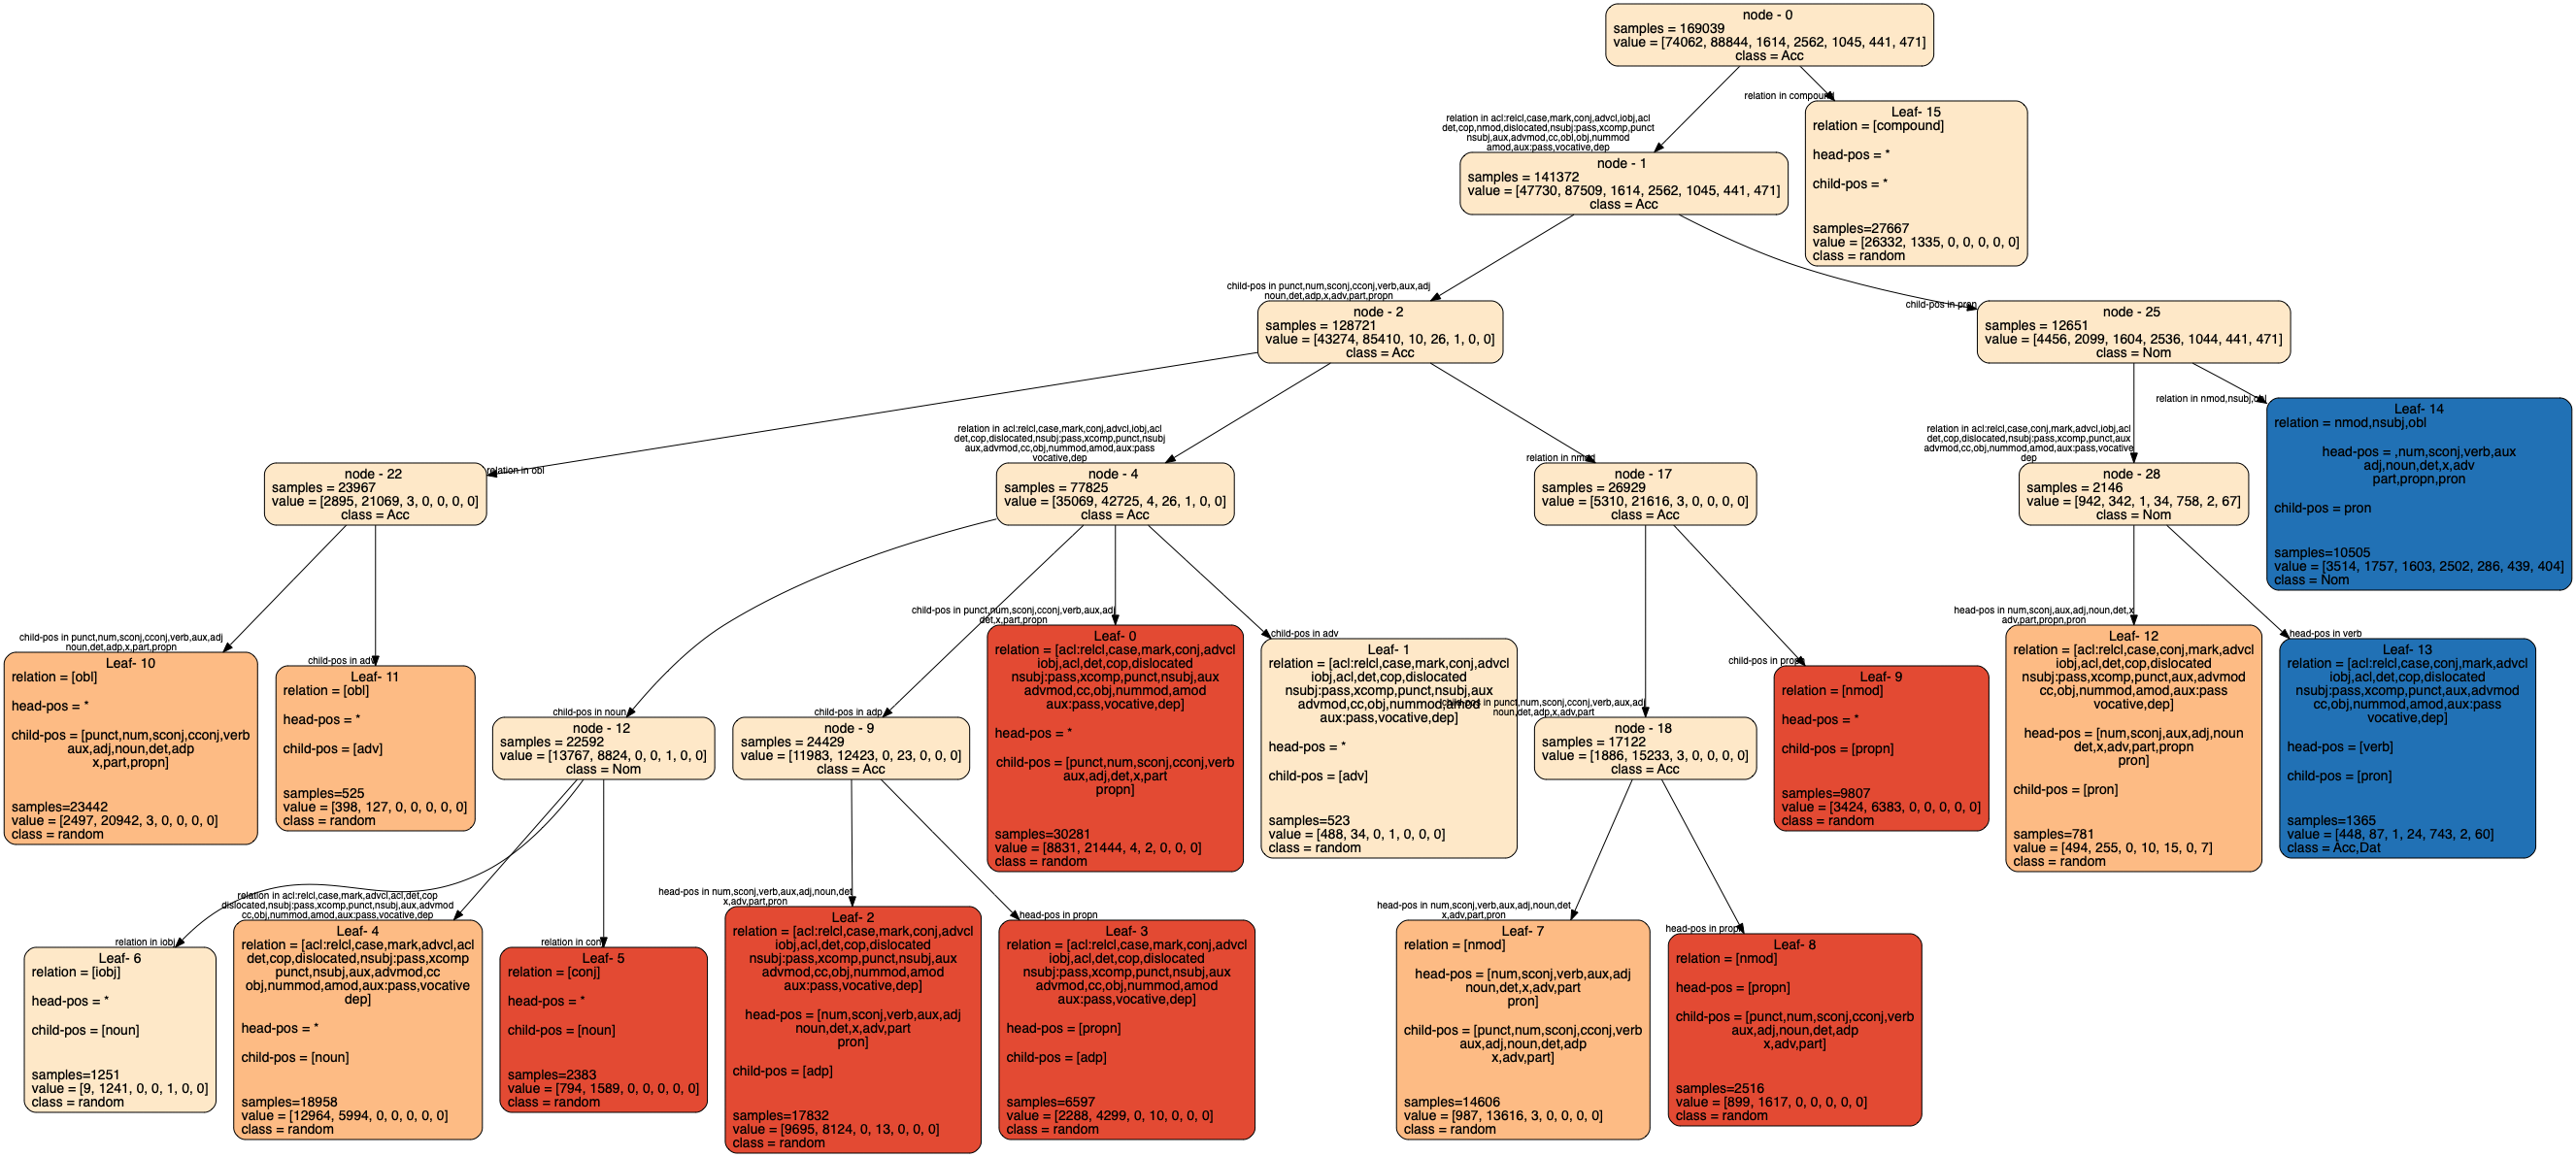 node - 0
samples = 169039
value = [74062, 88844, 1614, 2562, 1045, 441, 471]
class = Acc
relation in compound
relation in acl:relcl,case,mark,conj,advcl,iobj,acl
det,cop,nmod,dislocated,nsubj:pass,xcomp,punct
nsubj,aux,advmod,cc,obl,obj,nummod
amod,aux:pass,vocative,dep
Leaf- 15
relation = [compound]
head-pos = *
child-pos = *
samples=27667
value = [26332, 1335, 0, 0, 0, 0, 0]
class = random
node - 1
samples = 141372
value = [47730, 87509, 1614, 2562, 1045, 441, 471]
class = Acc
child-pos in punct,num,sconj,cconj,verb,aux,adj
noun,det,adp,x,adv,part,propn
node - 2
samples = 128721
value = [43274, 85410, 10, 26, 1, 0, 0]
class = Acc
child-pos in pron
node - 25
samples = 12651
value = [4456, 2099, 1604, 2536, 1044, 441, 471]
class = Nom
relation in obl
node - 22
samples = 23967
value = [2895, 21069, 3, 0, 0, 0, 0]
class = Acc
relation in acl:relcl,case,mark,conj,advcl,iobj,acl
det,cop,dislocated,nsubj:pass,xcomp,punct,nsubj
aux,advmod,cc,obj,nummod,amod,aux:pass
vocative,dep
node - 4
samples = 77825
value = [35069, 42725, 4, 26, 1, 0, 0]
class = Acc
relation in nmod
node - 17
samples = 26929
value = [5310, 21616, 3, 0, 0, 0, 0]
class = Acc
relation in acl:relcl,case,conj,mark,advcl,iobj,acl
det,cop,dislocated,nsubj:pass,xcomp,punct,aux
advmod,cc,obj,nummod,amod,aux:pass,vocative
dep
node - 28
samples = 2146
value = [942, 342, 1, 34, 758, 2, 67]
class = Nom
relation in nmod,nsubj,obl
Leaf- 14
relation = nmod,nsubj,obl
head-pos = ,num,sconj,verb,aux
adj,noun,det,x,adv
part,propn,pron
child-pos = pron
samples=10505
value = [3514, 1757, 1603, 2502, 286, 439, 404]
class = Nom
child-pos in punct,num,sconj,cconj,verb,aux,adj
noun,det,adp,x,part,propn
Leaf- 10
relation = [obl]
head-pos = *
child-pos = [punct,num,sconj,cconj,verb
aux,adj,noun,det,adp
x,part,propn]
samples=23442
value = [2497, 20942, 3, 0, 0, 0, 0]
class = random
child-pos in adv
Leaf- 11
relation = [obl]
head-pos = *
child-pos = [adv]
samples=525
value = [398, 127, 0, 0, 0, 0, 0]
class = random
child-pos in noun
node - 12
samples = 22592
value = [13767, 8824, 0, 0, 1, 0, 0]
class = Nom
child-pos in adp
node - 9
samples = 24429
value = [11983, 12423, 0, 23, 0, 0, 0]
class = Acc
child-pos in punct,num,sconj,cconj,verb,aux,adj
det,x,part,propn
Leaf- 0
relation = [acl:relcl,case,mark,conj,advcl
iobj,acl,det,cop,dislocated
nsubj:pass,xcomp,punct,nsubj,aux
advmod,cc,obj,nummod,amod
aux:pass,vocative,dep]
head-pos = *
child-pos = [punct,num,sconj,cconj,verb
aux,adj,det,x,part
propn]
samples=30281
value = [8831, 21444, 4, 2, 0, 0, 0]
class = random
child-pos in adv
Leaf- 1
relation = [acl:relcl,case,mark,conj,advcl
iobj,acl,det,cop,dislocated
nsubj:pass,xcomp,punct,nsubj,aux
advmod,cc,obj,nummod,amod
aux:pass,vocative,dep]
head-pos = *
child-pos = [adv]
samples=523
value = [488, 34, 0, 1, 0, 0, 0]
class = random
child-pos in punct,num,sconj,cconj,verb,aux,adj
noun,det,adp,x,adv,part
node - 18
samples = 17122
value = [1886, 15233, 3, 0, 0, 0, 0]
class = Acc
child-pos in propn
Leaf- 9
relation = [nmod]
head-pos = *
child-pos = [propn]
samples=9807
value = [3424, 6383, 0, 0, 0, 0, 0]
class = random
head-pos in num,sconj,aux,adj,noun,det,x
adv,part,propn,pron
Leaf- 12
relation = [acl:relcl,case,conj,mark,advcl
iobj,acl,det,cop,dislocated
nsubj:pass,xcomp,punct,aux,advmod
cc,obj,nummod,amod,aux:pass
vocative,dep]
head-pos = [num,sconj,aux,adj,noun
det,x,adv,part,propn
pron]
child-pos = [pron]
samples=781
value = [494, 255, 0, 10, 15, 0, 7]
class = random
head-pos in verb
Leaf- 13
relation = [acl:relcl,case,conj,mark,advcl
iobj,acl,det,cop,dislocated
nsubj:pass,xcomp,punct,aux,advmod
cc,obj,nummod,amod,aux:pass
vocative,dep]
head-pos = [verb]
child-pos = [pron]
samples=1365
value = [448, 87, 1, 24, 743, 2, 60]
class = Acc,Dat
relation in iobj
Leaf- 6
relation = [iobj]
head-pos = *
child-pos = [noun]
samples=1251
value = [9, 1241, 0, 0, 1, 0, 0]
class = random
relation in acl:relcl,case,mark,advcl,acl,det,cop
dislocated,nsubj:pass,xcomp,punct,nsubj,aux,advmod
cc,obj,nummod,amod,aux:pass,vocative,dep
Leaf- 4
relation = [acl:relcl,case,mark,advcl,acl
det,cop,dislocated,nsubj:pass,xcomp
punct,nsubj,aux,advmod,cc
obj,nummod,amod,aux:pass,vocative
dep]
head-pos = *
child-pos = [noun]
samples=18958
value = [12964, 5994, 0, 0, 0, 0, 0]
class = random
relation in conj
Leaf- 5
relation = [conj]
head-pos = *
child-pos = [noun]
samples=2383
value = [794, 1589, 0, 0, 0, 0, 0]
class = random
head-pos in num,sconj,verb,aux,adj,noun,det
x,adv,part,pron
Leaf- 2
relation = [acl:relcl,case,mark,conj,advcl
iobj,acl,det,cop,dislocated
nsubj:pass,xcomp,punct,nsubj,aux
advmod,cc,obj,nummod,amod
aux:pass,vocative,dep]
head-pos = [num,sconj,verb,aux,adj
noun,det,x,adv,part
pron]
child-pos = [adp]
samples=17832
value = [9695, 8124, 0, 13, 0, 0, 0]
class = random
head-pos in propn
Leaf- 3
relation = [acl:relcl,case,mark,conj,advcl
iobj,acl,det,cop,dislocated
nsubj:pass,xcomp,punct,nsubj,aux
advmod,cc,obj,nummod,amod
aux:pass,vocative,dep]
head-pos = [propn]
child-pos = [adp]
samples=6597
value = [2288, 4299, 0, 10, 0, 0, 0]
class = random
head-pos in num,sconj,verb,aux,adj,noun,det
x,adv,part,pron
Leaf- 7
relation = [nmod]
head-pos = [num,sconj,verb,aux,adj
noun,det,x,adv,part
pron]
child-pos = [punct,num,sconj,cconj,verb
aux,adj,noun,det,adp
x,adv,part]
samples=14606
value = [987, 13616, 3, 0, 0, 0, 0]
class = random
head-pos in propn
Leaf- 8
relation = [nmod]
head-pos = [propn]
child-pos = [punct,num,sconj,cconj,verb
aux,adj,noun,det,adp
x,adv,part]
samples=2516
value = [899, 1617, 0, 0, 0, 0, 0]
class = random